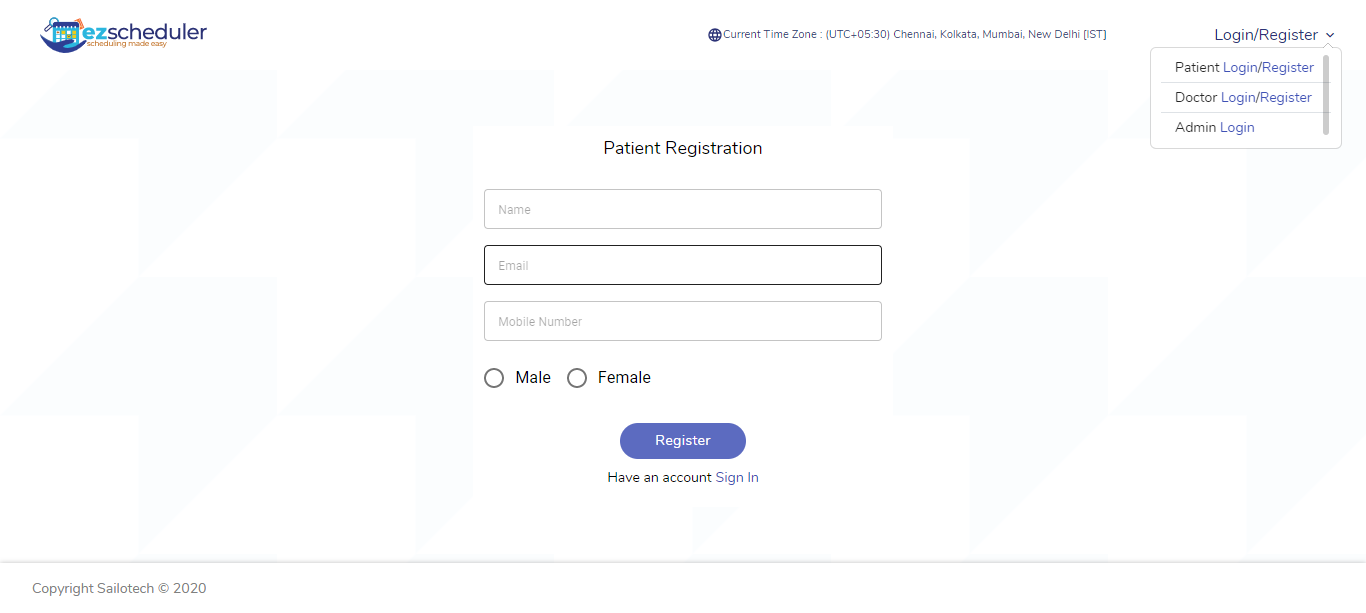 ezscheduler
scheduling made easy
Current Time Zone : (UTC+05:30) Chennai, Kolkata, Mumbai, New Delhi [IST]
Login/Register
Patient Login/Register
Doctor Login/Register
Admin Login
Patient Registration
Name
Email
Mobile Number
Male Female
Register
Have an account Sign In
Copyright Sailotech © 2020